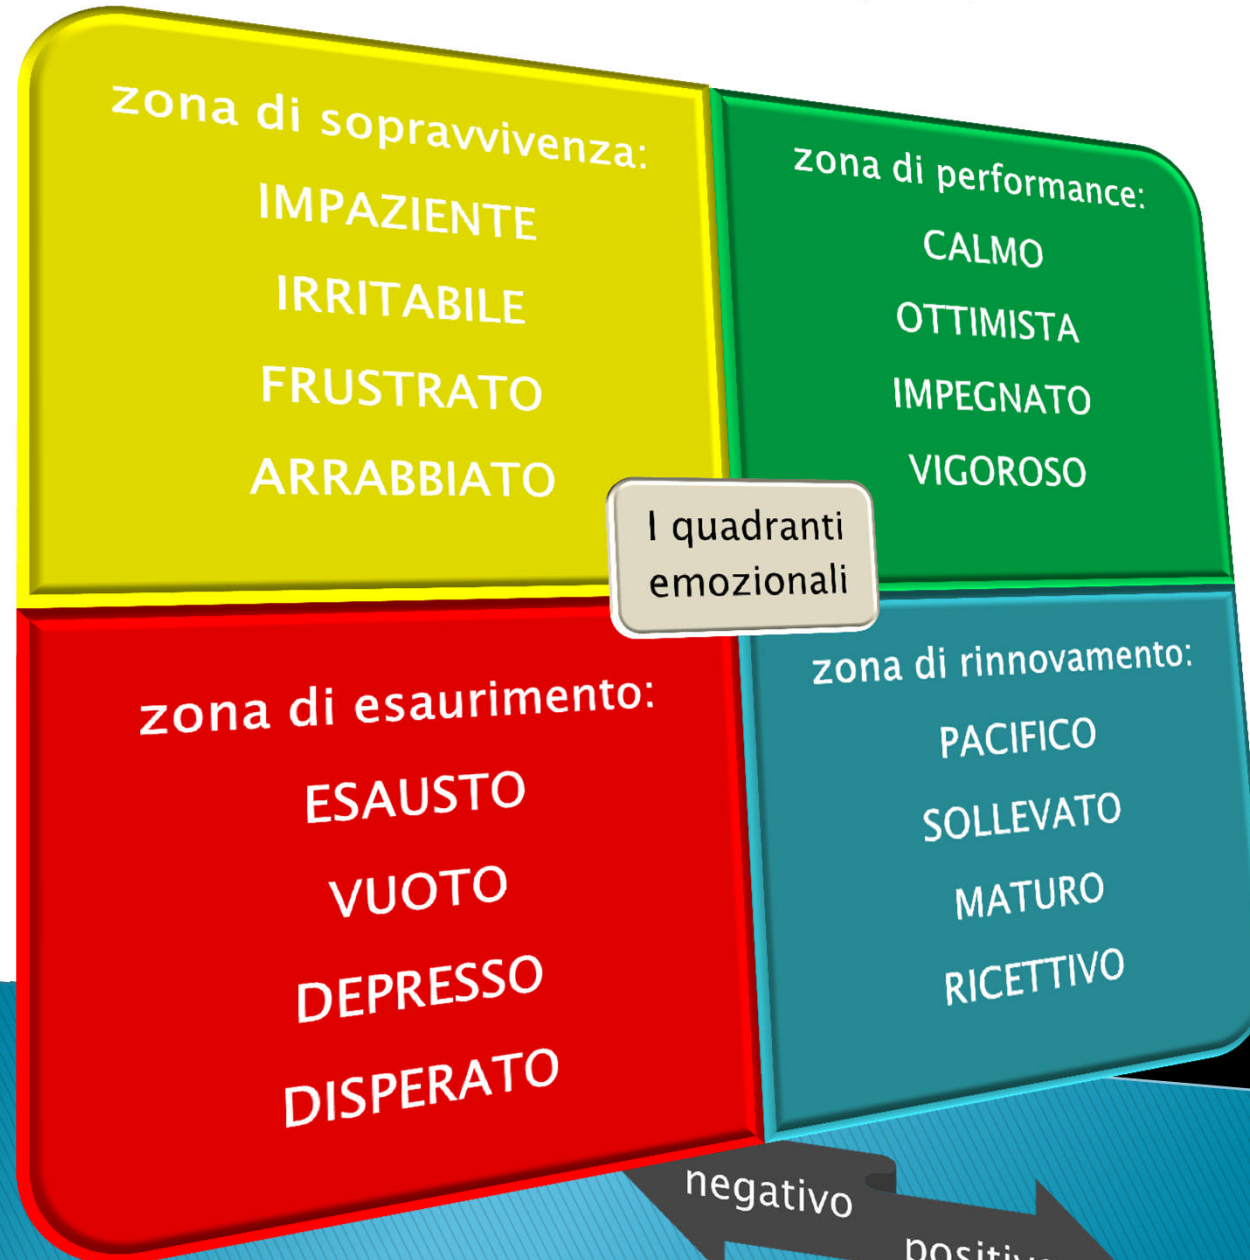 zona di sopravvivenza:
IMPAZIENTE
IRRITABILE
FRUSTRATO
ARRABBIATO
zona di performance:
CALMO
OTTIMISTA
IMPEGNATO
VIGOROSO
I quadranti
emozionali
zona di esaurimento:
ESAUSTO
VUOTO
DEPRESSO
DISPERATO
zona di rinnovamento:
PACIFICO
SOLLEVATO
MATURO
RICETTIVO
negativo